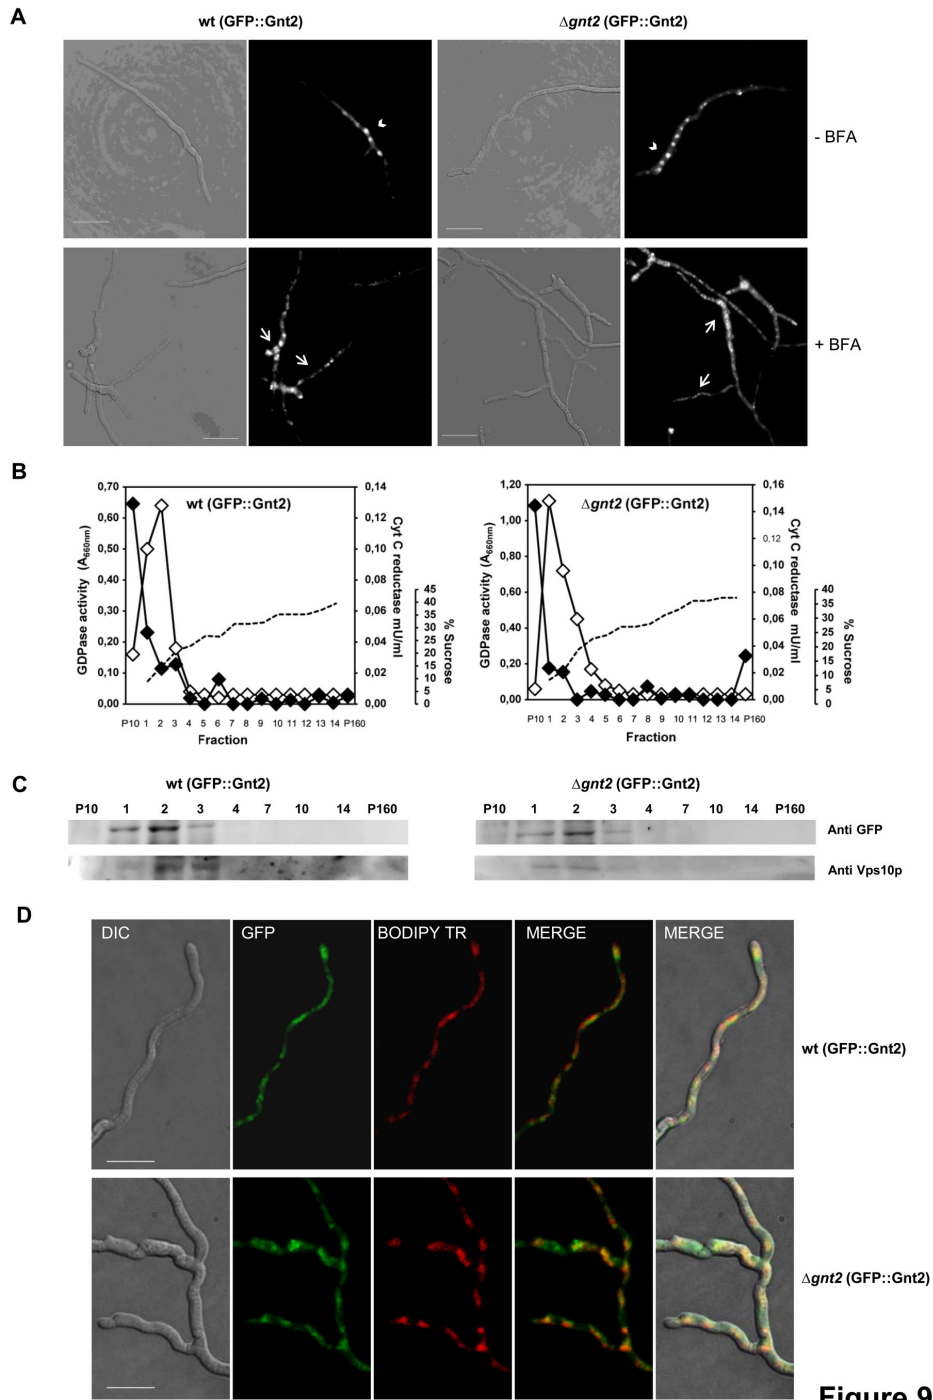 A
wt (GFP::Gnt2) Δgnt2 (GFP::Gnt2)
- BFA
+ BFA
B
wt (GFP::Gnt2)
0,70
0,60
0,50
0,40
0,30
0,20
0,10
0,00
GDPase activity (A660nm)
0,14
0,12
0,10
0,08
0,06
0,04
0,02
0,00
Cyt C reductase mU/ml
45
40
35
30
25
20
15
10
5
0
% Sucrose
P10 1 2 3 4 5 6 7 8 9 10 11 12 13 14 P160
Fraction
Δgnt2 (GFP::Gnt2)
1,20
1,00
0,80
0,60
0,40
0,20
0,00
GDPase activity (A660nm)
0,16
0,14
0,12
0,10
0,08
0,06
0,04
0,02
0,00
Cyt C reductase mU/ml
40
35
30
25
20
15
10
5
0
% Sucrose
P10 1 2 3 4 5 6 7 8 9 10 11 12 13 14 P160
Fraction
C
wt (GFP::Gnt2) Δgnt2 (GFP::Gnt2)
P10 1 2 3 4 7 10 14 P160 P10 1 2 3 4 7 10 14 P160
Anti GFP
Anti Vps10p
D
DIC GFP BODIPY TR MERGE MERGE
wt (GFP::Gnt2)
Δgnt2 (GFP::Gnt2)
Figure 9